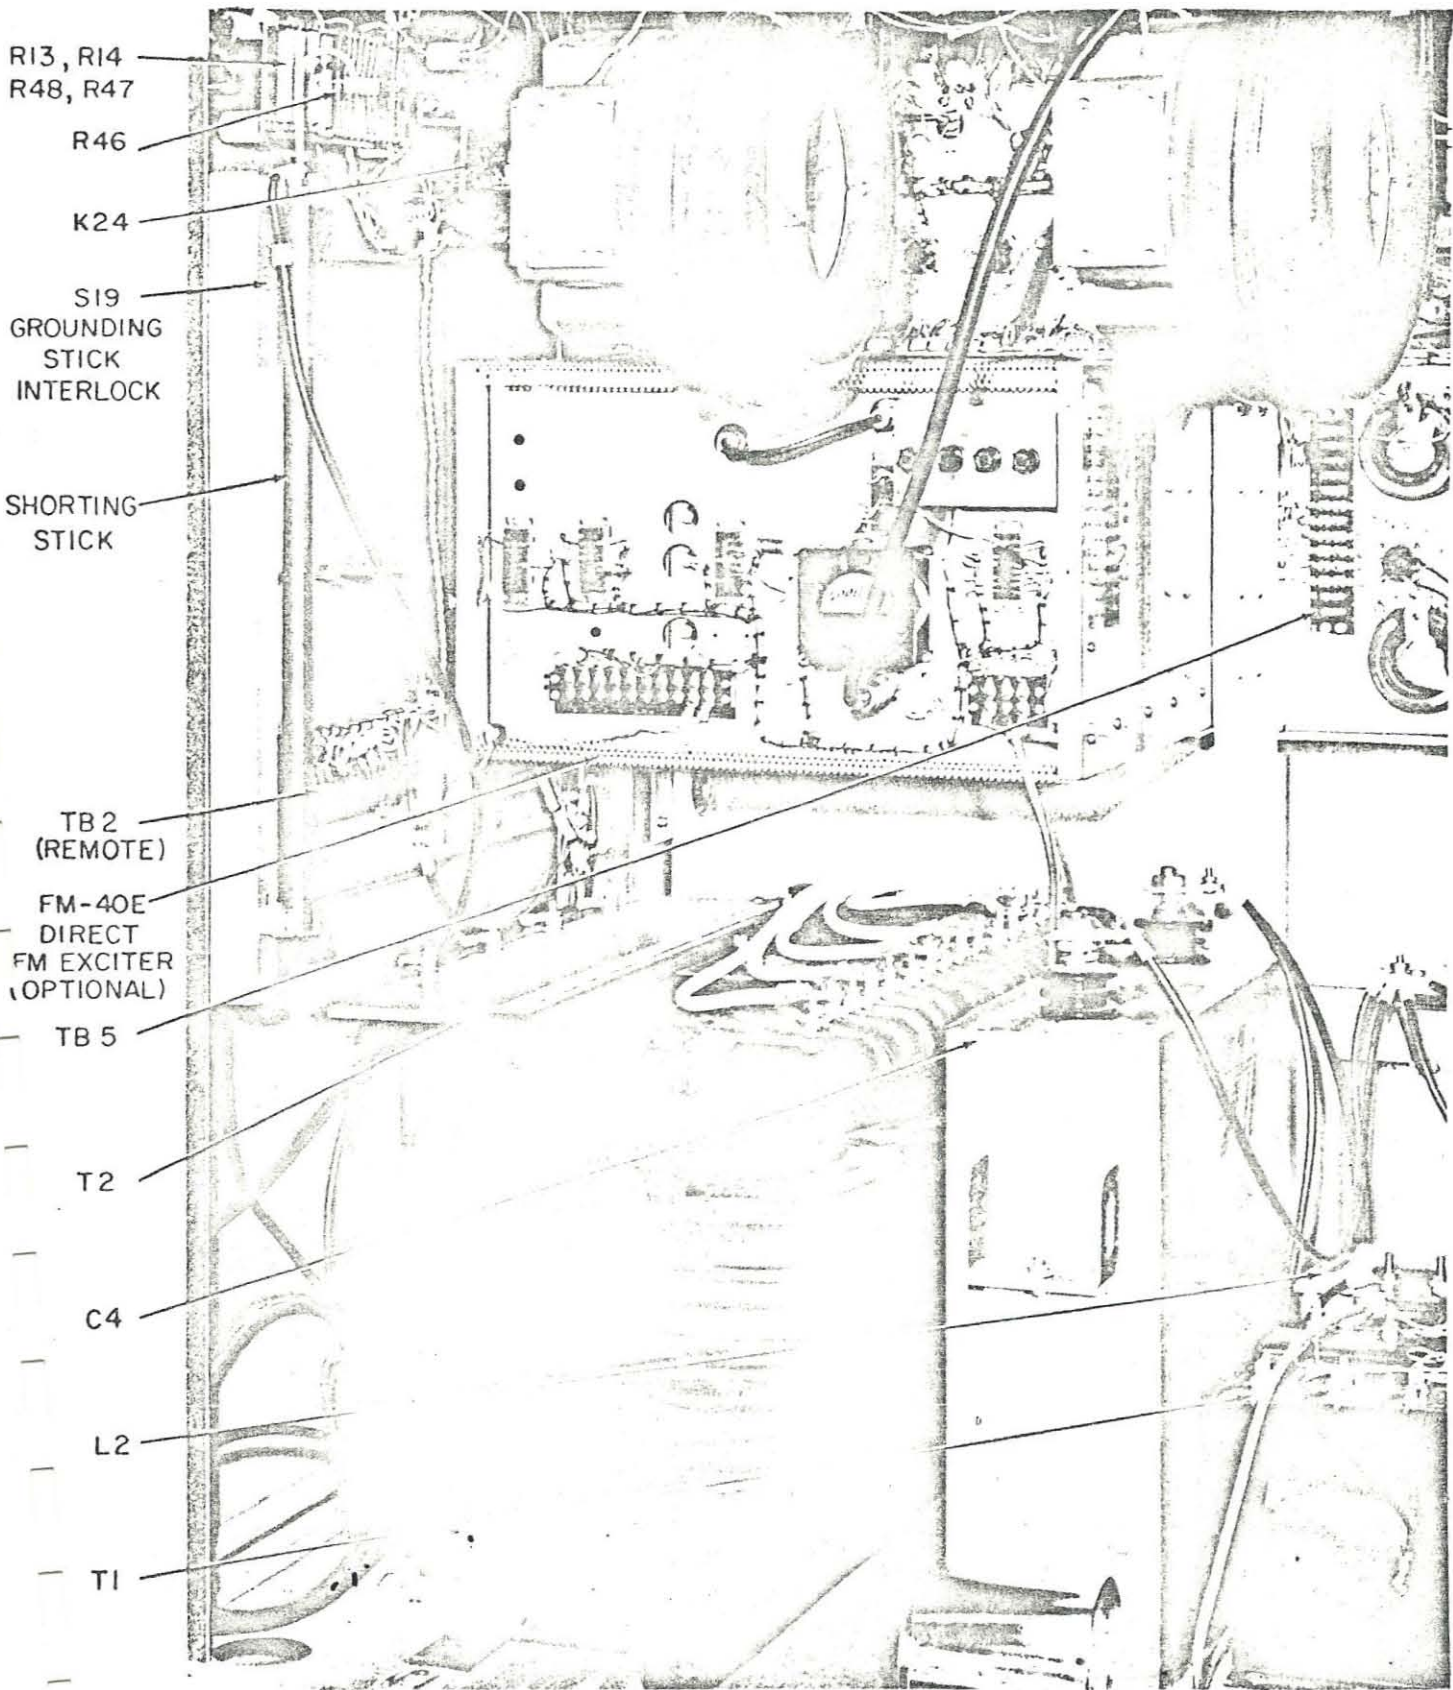 R13, R14
R48, R47
R46
K24
S19
GROUNDING
STICK
INTERLOCK
SHORTING
STICK
TB 2
(REMOTE)
FM-40E
DIRECT
FM EXCITER
(OPTIONAL)
TB 5
T2
C4
L2
T1